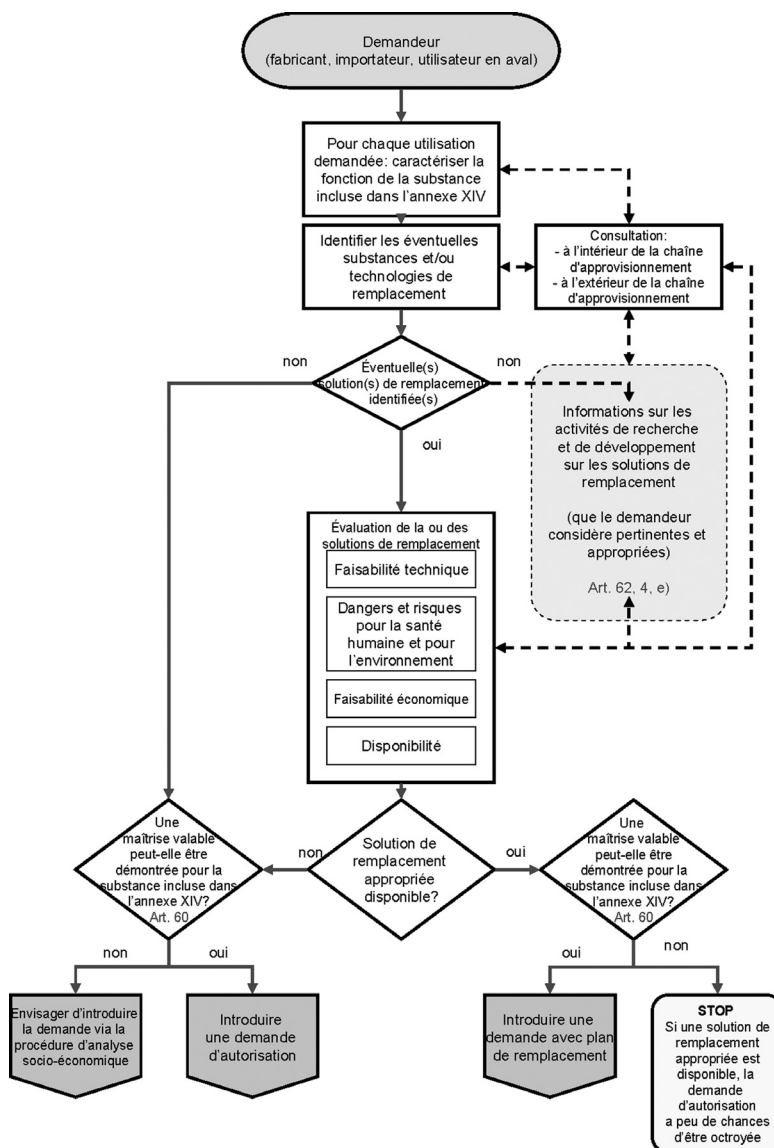 Demandeur
(fabricant, importateur, utilisateur en aval)
Pour chaque utilisation
demandée: caractériser la
fonction de la substance
incluse dans l'annexe XIV
Identifier les éventuelles
substances et/ou
technologies de
remplacement
Consultation:
- à l'intérieur de la chaîne
d'approvisionnement
- à l'extérieur de la chaîne
d'approvisionnement
non
Éventuelle(s)
solution(s) de remplacement
identifiée(s)
non
oui
Informations sur les
activités de recherche
et de développement
sur les solutions de
remplacement
(que le demandeur
considère pertinentes et
appropriées)
Art. 62, 4, e)
Évaluation de la ou des
solutions de remplacement
Faisabilité technique
Dangers et risques
pour la santé
humaine et pour
l'environnement
Faisabilité économique
Disponibilité
Une
maîtrise valable
peut-elle être
démontrée pour la
substance incluse dans
l'annexe XIV?
Art. 60
non
Solution de
remplacement
appropriée
disponible?
oui
Une
maîtrise valable
peut-elle être
démontrée pour la
substance incluse dans
l'annexe XIV?
Art. 60
non
oui
oui
non
Envisager d'introduire
la demande via la
procédure d'analyse
socio-économique
Introduire
une demande
d'autorisation
Introduire une
demande avec plan
de remplacement
STOP
Si une solution de
remplacement
appropriée est
disponible, la
demande
d'autorisation
a peu de chances
d'être octroyée